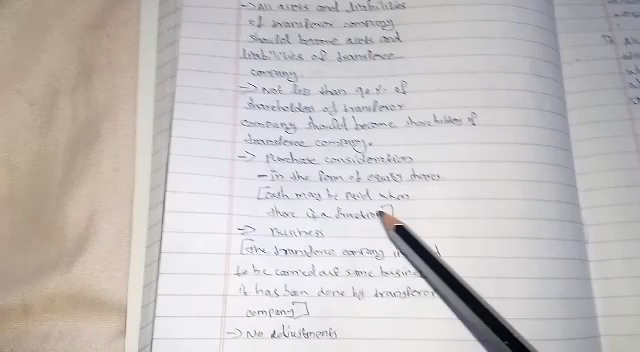 -> All assets and liabilities
of transferor company
should become assets and
liabilities of transferee
company
-> Not less than 90% of
shareholders of transferor
company should become shareholders of
transferee company.
-> Purchase consideration
- in the form of equity shares
[cash may be paid when
there is a fraction]
-> Business
[The transferee company
to be carried out same
it has been done by transferor
company]
-> No adjustments